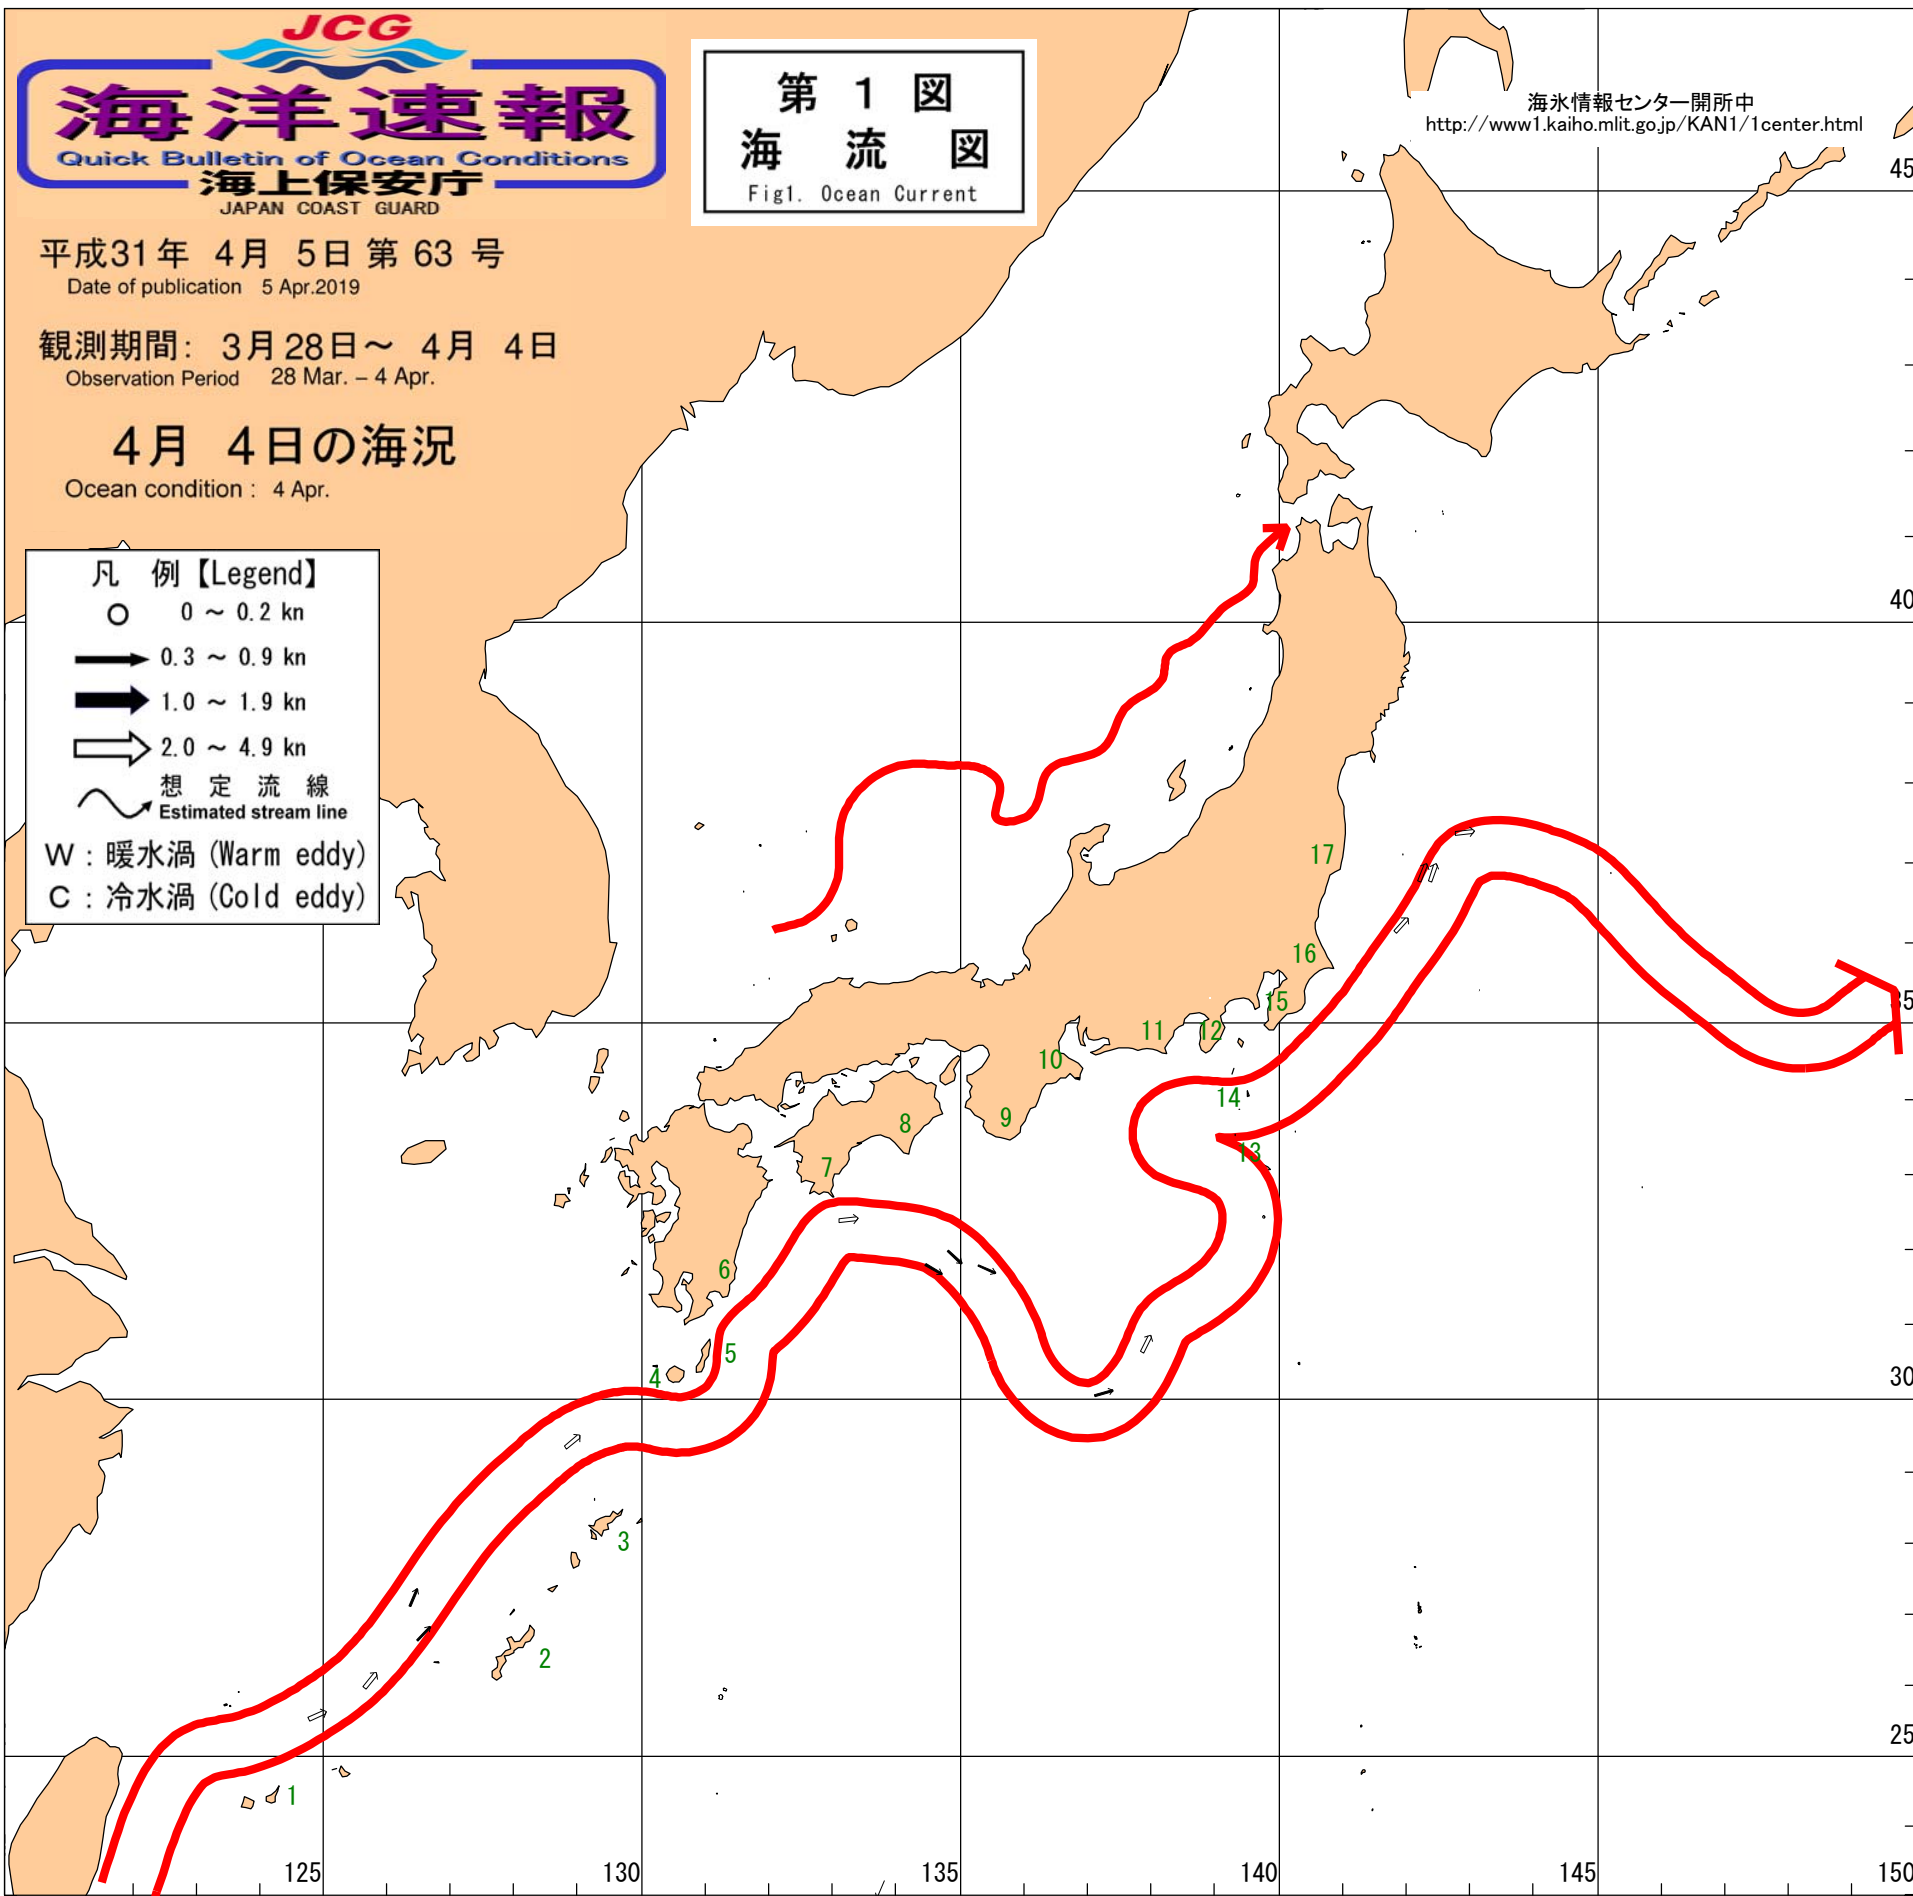 JCG
海洋速報
Quick Bulletin of Ocean Conditions
海上保安庁
JAPAN COAST GUARD
平成31年 4月 5日 第 63 号
Date of publication 5 Apr.2019
観測期間: 3月28日～ 4月 4日
Observation Period 28 Mar. – 4 Apr.
4月 4日の海況
Ocean condition : 4 Apr.
第 1 図
海 流 図
Fig1. Ocean Current
海氷情報センター開所中
http://www1.kaiho.mlit.go.jp/KAN1/1center.html
凡 例【Legend】
0 ～ 0.2 kn
0.3 ～ 0.9 kn
1.0 ～ 1.9 kn
2.0 ～ 4.9 kn
想 定 流 線
Estimated stream line
W : 暖水渦 (Warm eddy)
C : 冷水渦 (Cold eddy)
45
40
35
30
25
17
16
15
14
13
12
11
10
9
8
7
6
5
4
3
2
1
125
130
135
140
145
150